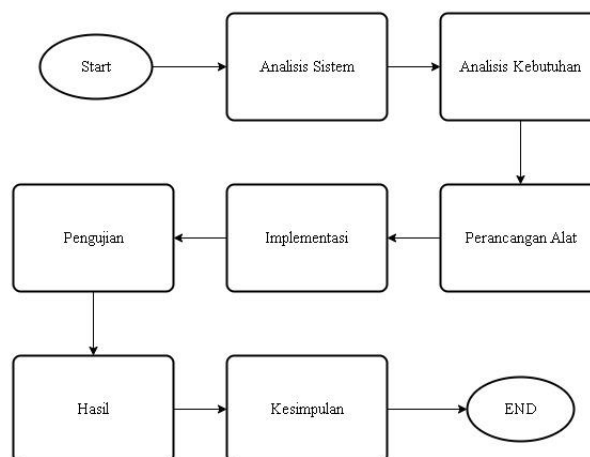 Start
Analisis Sistem
Analisis Kebutuhan
Perancangan Alat
Implementasi
Pengujian
Hasil
Kesimpulan
END